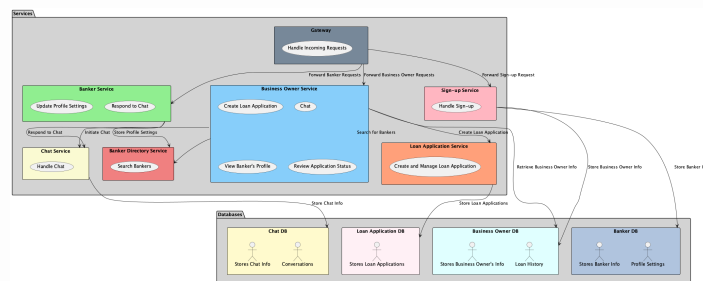 Services
Gateway
Handle Incoming Requests
Forward Banker Requests
Forward Business Owner Requests
Forward Sign-up Request
Banker Service
Update Profile Settings
Respond to Chat
Business Owner Service
Create Loan Application
Chat
View Banker's Profile
Review Application Status
Sign-up Service
Handle Sign-up
Respond to Chat
Initiate Chat
Store Profile Settings
Search for Bankers
Create Loan Application
Chat Service
Handle Chat
Banker Directory Service
Search Bankers
Loan Application Service
Create and Manage Loan Application
Retrieve Business Owner Info
Store Business Owner Info
Store Banker
Store Chat Info
Store Loan Applications
Databases
Chat DB
Stores Chat Info
Conversations
Loan Application DB
Stores Loan Applications
Business Owner DB
Stores Business Owner's Info
Loan History
Banker DB
Stores Banker Info
Profile Settings